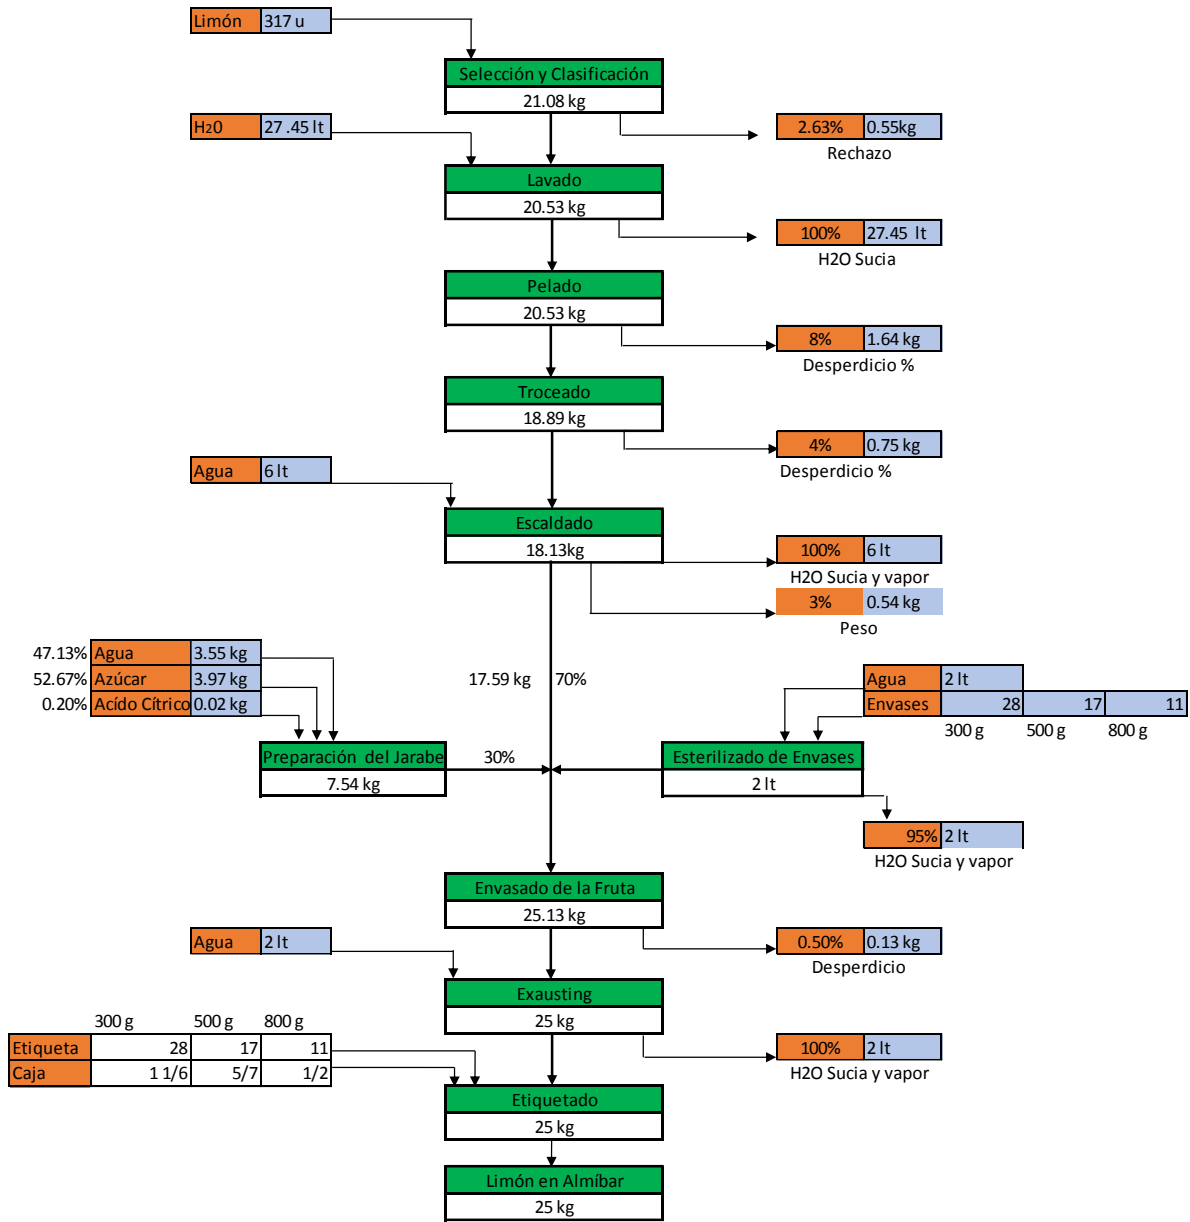 Limón 317 u
Selección y Clasificación
21.08 kg
H20 27 .45 lt
2.63% 0.55kg
Rechazo
Lavado
20.53 kg
100% 27.45 lt
H2O Sucia
Pelado
20.53 kg
8% 1.64 kg
Desperdicio %
Troceado
18.89 kg
4% 0.75 kg
Desperdicio %
Agua 6 lt
Escaldado
18.13kg
100% 6 lt
H2O Sucia y vapor
3% 0.54 kg
Peso
47.13% Agua 3.55 kg
52.67% Azúcar 3.97 kg
0.20% Acído Cítrico 0.02 kg
17.59 kg 70%
Agua 2 lt
Envases 28 17 11
300 g 500 g 800 g
Preparación del Jarabe
7.54 kg
30%
Esterilizado de Envases
2 lt
95% 2 lt
H2O Sucia y vapor
Envasado de la Fruta
25.13 kg
Agua 2 lt
0.50% 0.13 kg
Desperdicio
Exausting
25 kg
300 g 500 g 800 g
Etiqueta 28 17 11
Caja 1 1/6 5/7 1/2
100% 2 lt
H2O Sucia y vapor
Etiquetado
25 kg
Limón en Almíbar
25 kg